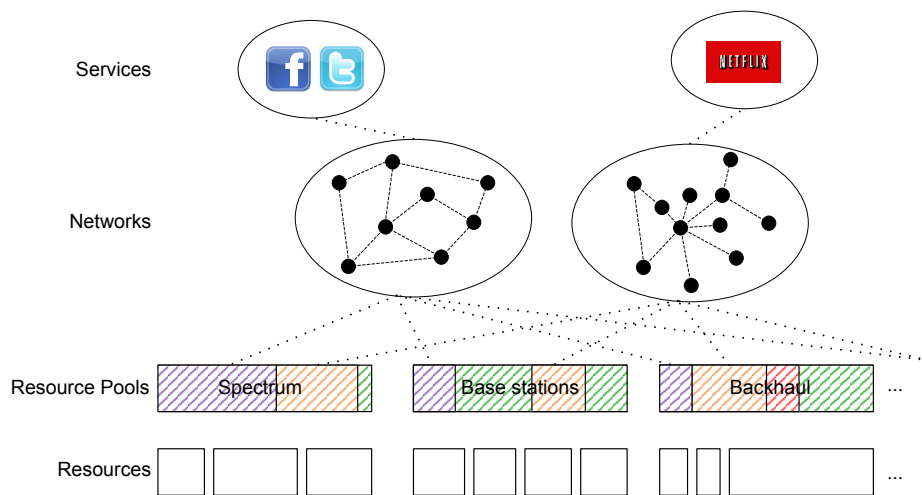 Services
f t
NETFLIX
Networks
Resource Pools Spectrum Base stations Backhaul ...
Resources ...